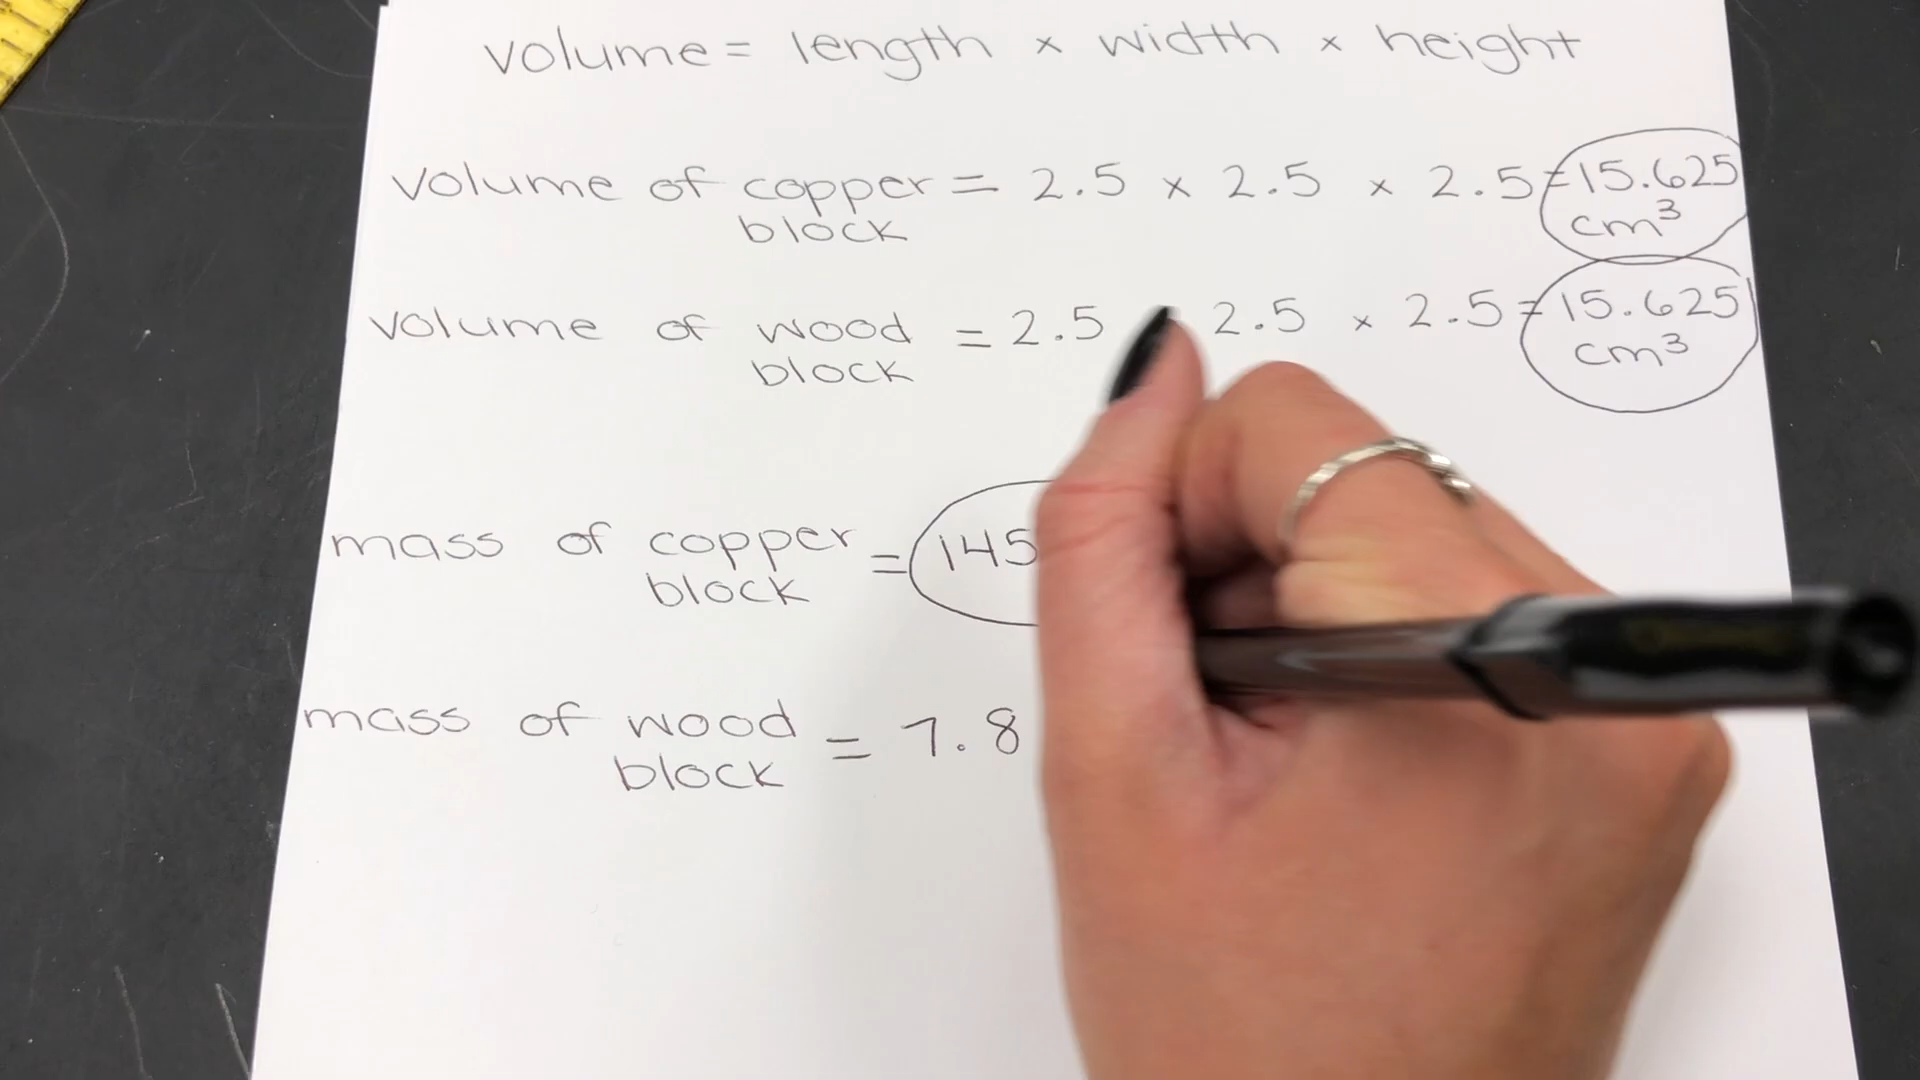 volume = length x width x height
volume of copper = 2.5 x 2.5 x 2.5 = 15.625
block cm³
volume of wood = 2.5 2.5 x 2.5 = 15.625
block cm³
mass of copper = 145
block
mass of wood = 7.8
block